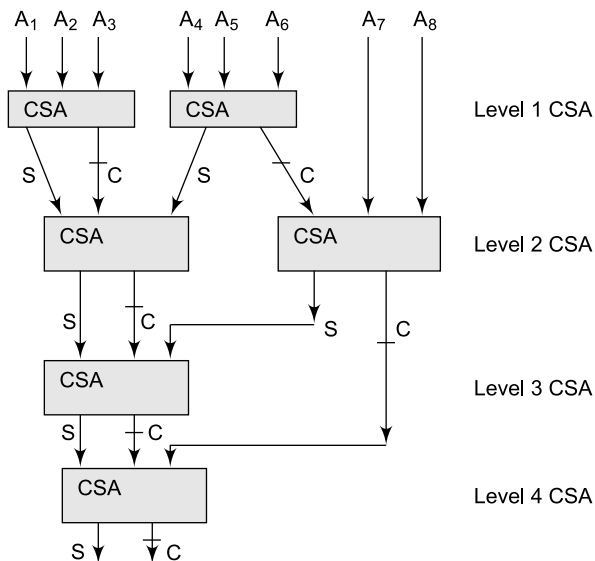 A1 A2 A3 A4 A5 A6 A7 A8
CSA CSA Level 1 CSA
S C S C
CSA CSA Level 2 CSA
S C S C
CSA Level 3 CSA
S C
CSA Level 4 CSA
S C